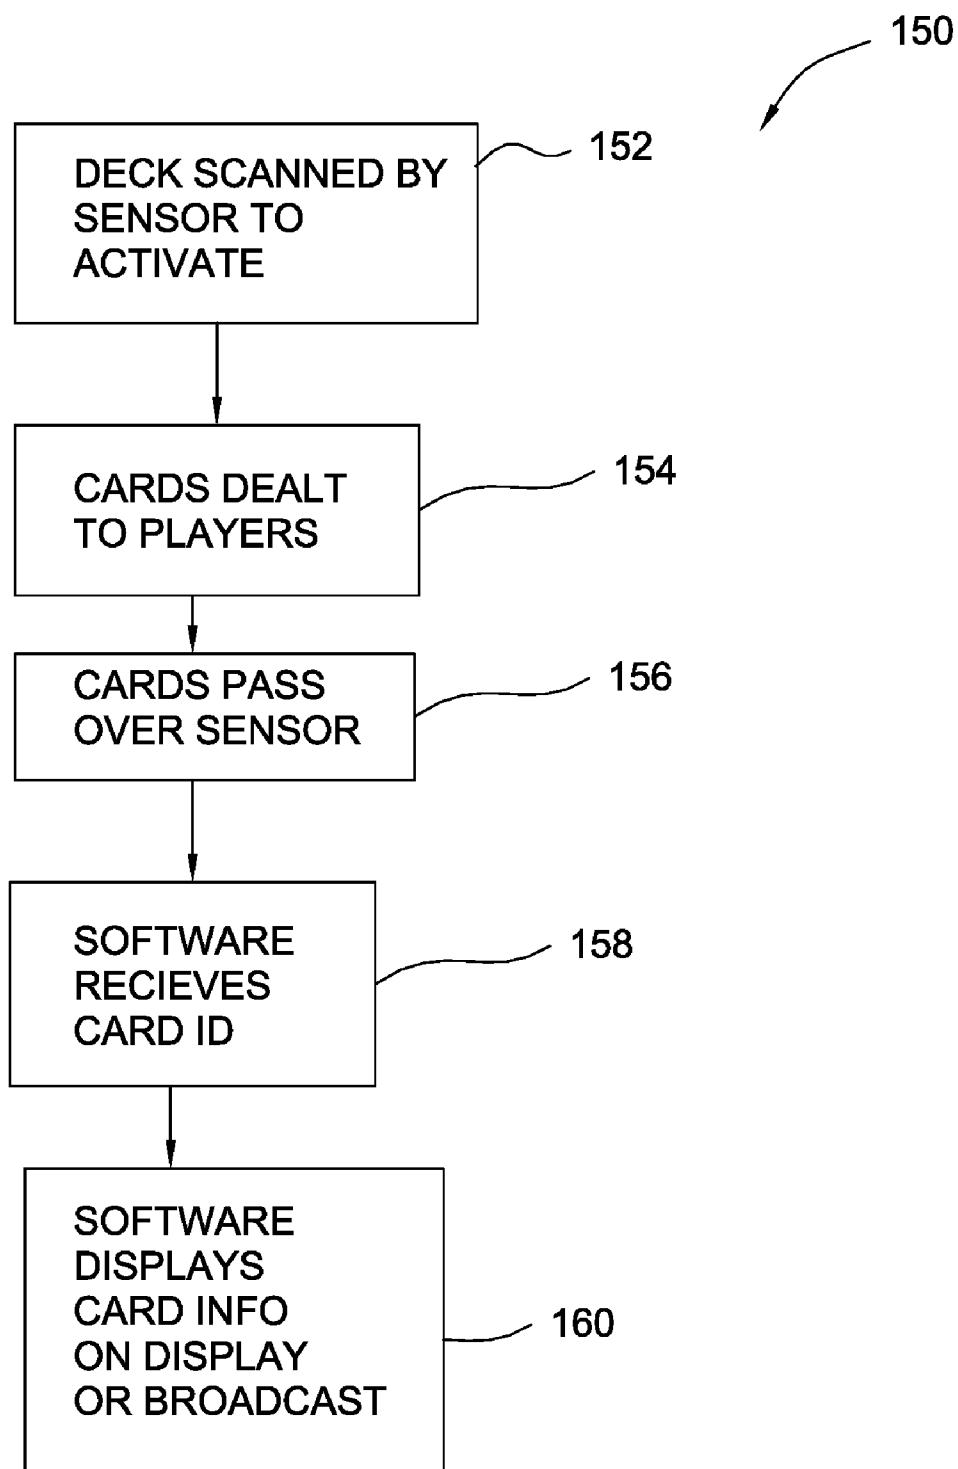 150
DECK SCANNED BY
SENSOR TO
ACTIVATE
152
CARDS DEALT
TO PLAYERS
154
CARDS PASS
OVER SENSOR
156
SOFTWARE
RECIEVES
CARD ID
158
SOFTWARE
DISPLAYS
CARD INFO
ON DISPLAY
OR BROADCAST
160